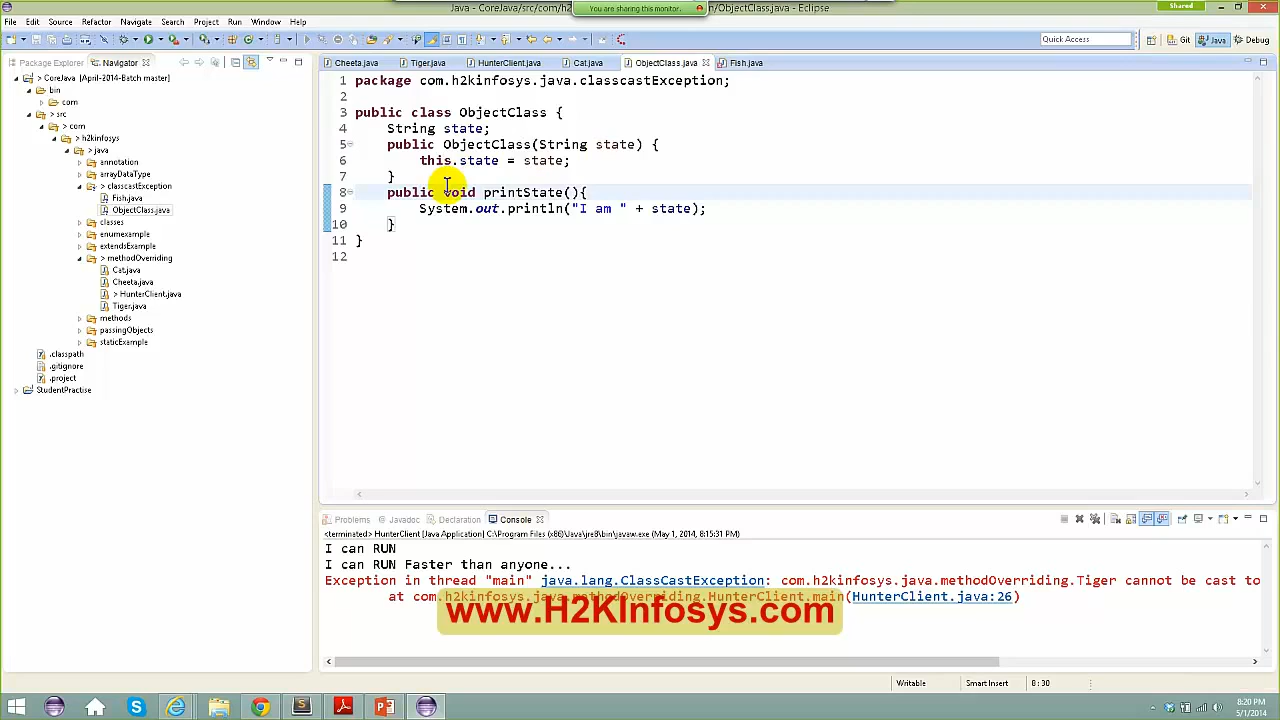 Java - CoreJava/src/com/h2
You are sharing this monitor.
n/ObjectClass.java - Eclipse
Shared
File Edit Source Refactor Navigate Search Project Run Window Help
Quick Access
Git
Java
Debug
Package Explorer
Navigator
Cheeta.java
Tiger.java
HunterClient.java
Cat.java
ObjectClass.java
Fish.java
> CoreJava [April-2014-Batch master]
bin
com
> src
> com
> h2kinfosys
> java
annotation
arrayDataType
> classcastException
Fish.java
ObjectClass.java
classes
enumexample
extendsExample
> methodOverriding
Cat.java
Cheeta.java
> HunterClient.java
Tiger.java
methods
passingObjects
staticExample
.classpath
.gitignore
.project
StudentPractise
1 package com.h2kinfosys.java.classcastException;
2
3 public class ObjectClass {
4 String state;
5 public ObjectClass(String state) {
6 this.state = state;
7 }
8 public void printState(){
9 System.out.println("I am " + state);
10 }
11 }
12
Problems
Javadoc
Declaration
Console
<terminated> HunterClient [Java Application] C:\Program Files (x86)\Java\jre8\bin\javaw.exe (May 1, 2014, 8:15:31 PM)
I can RUN
I can RUN Faster than anyone...
Exception in thread "main" java.lang.ClassCastException: com.h2kinfosys.java.methodOverriding.Tiger cannot be cast to
at com.h2kinfosys.java.methodOverriding.HunterClient.main(HunterClient.java:26)
www.H2KInfosys.com
Writable
Smart Insert
8 : 30
8:20 PM
5/1/2014